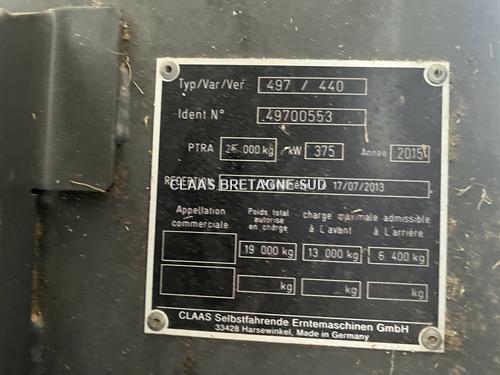 Typ/Var/Ver 497 / 440
Ident N° 49700553
PTRA 000 kg / kW 375 Année 2015
RECEPTION 17/07/2013
CLAAS BRETAGNE SUD
Appellation commerciale Poids total autorisé en charge charge maximale admissible à L'avant à L'arrière
19 000 kg 13 000 kg 6 400 kg
kg kg kg
CLAAS Selbstfahrende Erntemaschinen GmbH
33428 Harsewinkel, Made in Germany